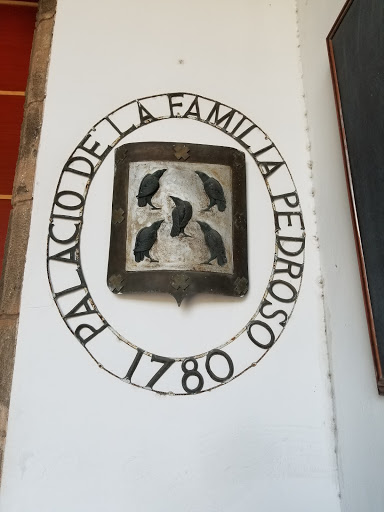 PALACIO DE LA FAMILIA PEDROSO
1780